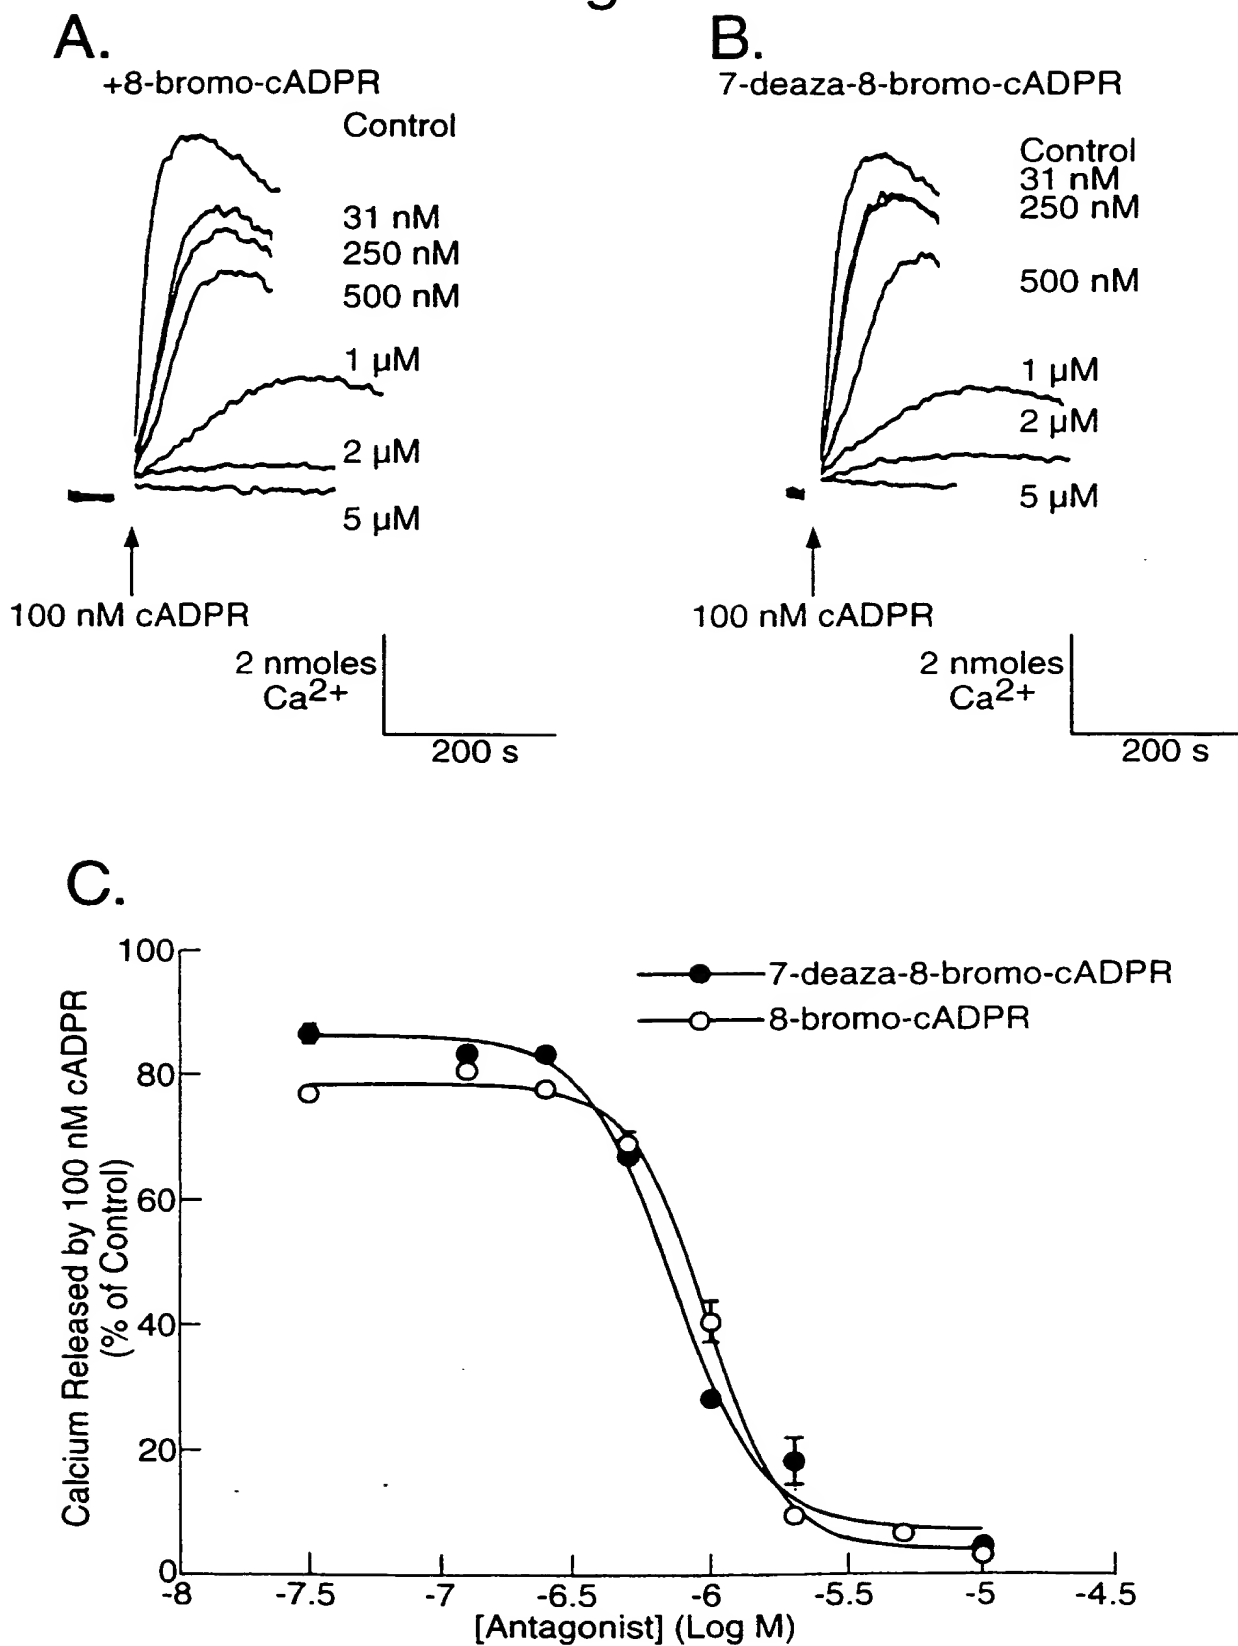 A.
+8-bromo-cADPR
Control
31 nM
250 nM
500 nM
1 µM
2 µM
5 µM
100 nM cADPR
2 nmoles
Ca2+
200 s
B.
7-deaza-8-bromo-cADPR
Control
31 nM
250 nM
500 nM
1 µM
2 µM
5 µM
100 nM cADPR
2 nmoles
Ca2+
200 s
C.
Calcium Released by 100 nM cADPR
(% of Control)
100
80
60
40
20
0
7-deaza-8-bromo-cADPR
8-bromo-cADPR
-8
-7.5
-7
-6.5
-6
-5.5
-5
-4.5
[Antagonist] (Log M)